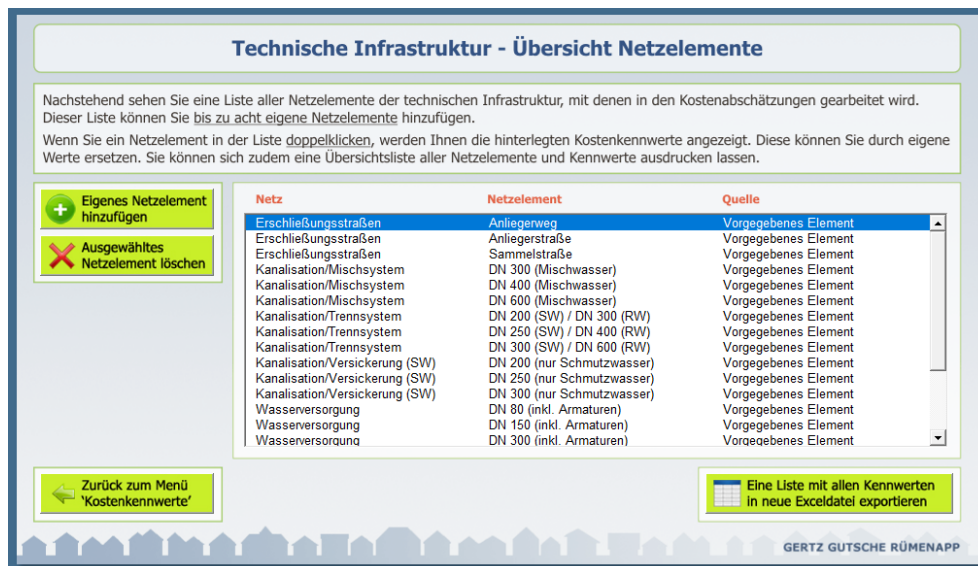 Technische Infrastruktur - Übersicht Netzelemente
Nachstehend sehen Sie eine Liste aller Netzelemente der technischen Infrastruktur, mit denen in den Kostenabschätzungen gearbeitet wird.
Dieser Liste können Sie bis zu acht eigene Netzelemente hinzufügen.
Wenn Sie ein Netzelement in der Liste doppelklicken, werden Ihnen die hinterlegten Kostenkennwerte angezeigt. Diese können Sie durch eigene
Werte ersetzen. Sie können sich zudem eine Übersichtsliste aller Netzelemente und Kennwerte ausdrucken lassen.
Eigenes Netzelement
hinzufügen
Ausgewähltes
Netzelement löschen
Netz Netzelement Quelle
Erschließungsstraßen Anliegerweg Vorgegebenes Element
Erschließungsstraßen Anliegerstraße Vorgegebenes Element
Erschließungsstraßen Sammelstraße Vorgegebenes Element
Kanalisation/Mischsystem DN 300 (Mischwasser) Vorgegebenes Element
Kanalisation/Mischsystem DN 400 (Mischwasser) Vorgegebenes Element
Kanalisation/Mischsystem DN 600 (Mischwasser) Vorgegebenes Element
Kanalisation/Trennsystem DN 200 (SW) / DN 300 (RW) Vorgegebenes Element
Kanalisation/Trennsystem DN 250 (SW) / DN 400 (RW) Vorgegebenes Element
Kanalisation/Trennsystem DN 300 (SW) / DN 600 (RW) Vorgegebenes Element
Kanalisation/Versickerung (SW) DN 200 (nur Schmutzwasser) Vorgegebenes Element
Kanalisation/Versickerung (SW) DN 250 (nur Schmutzwasser) Vorgegebenes Element
Kanalisation/Versickerung (SW) DN 300 (nur Schmutzwasser) Vorgegebenes Element
Wasserversorgung DN 80 (inkl. Armaturen) Vorgegebenes Element
Wasserversorgung DN 150 (inkl. Armaturen) Vorgegebenes Element
Wasserversorgung DN 300 (inkl. Armaturen) Vorgegebenes Element
Zurück zum Menü
'Kostenkennwerte'
Eine Liste mit allen Kennwerten
in neue Exceldatei exportieren
GERTZ GUTSCHE RÜMENAPP